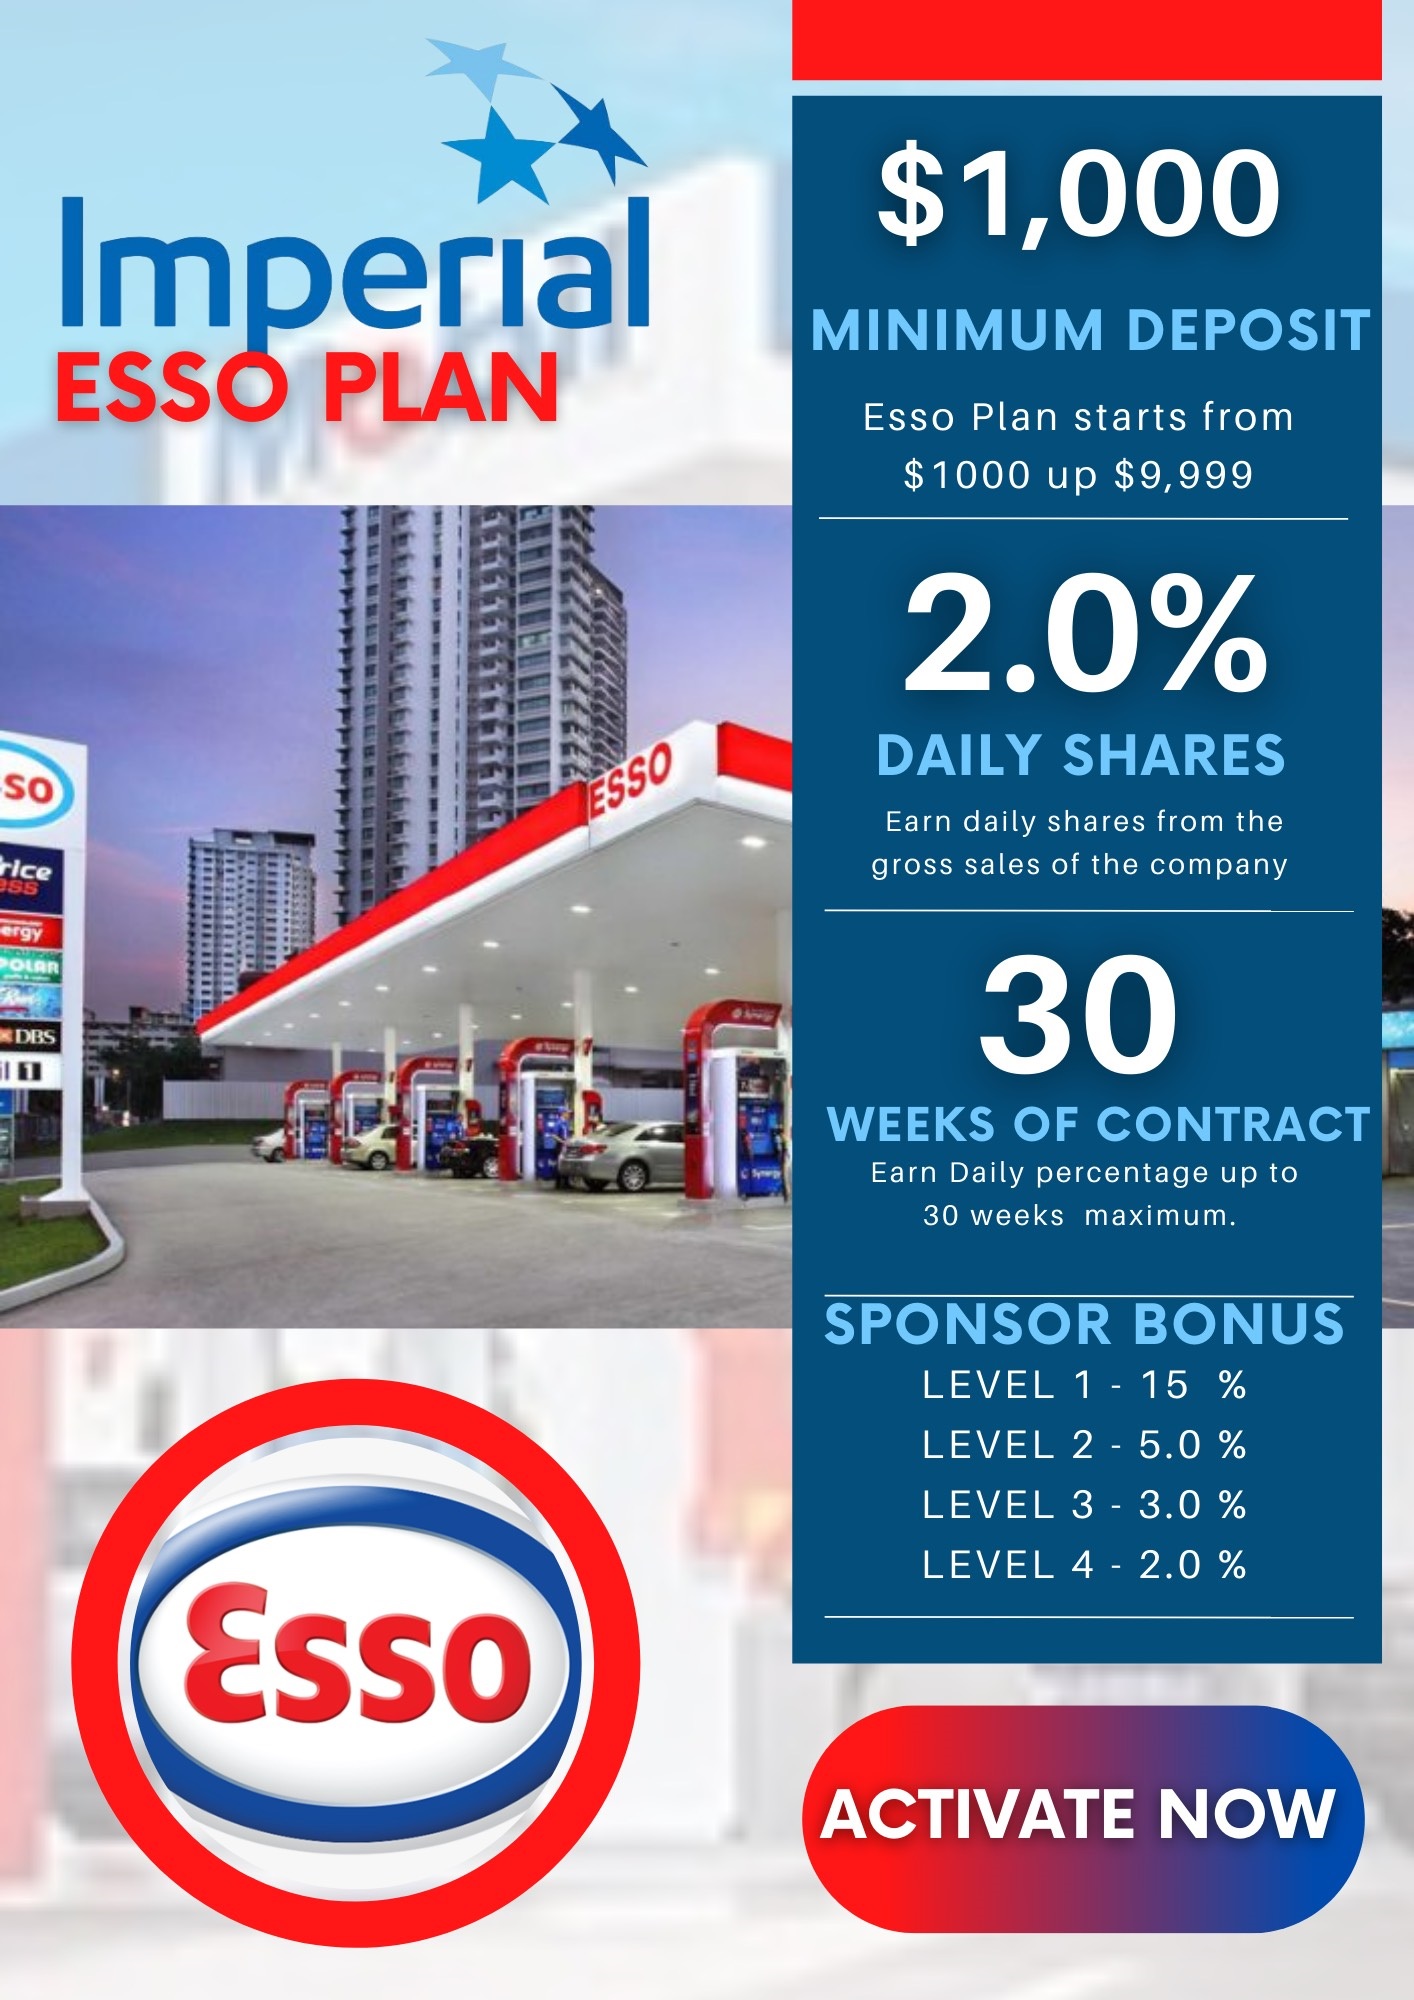 Imperial
ESSO PLAN
$1,000
MINIMUM DEPOSIT
Esso Plan starts from
$1000 up $9,999
2.0%
DAILY SHARES
Earn daily shares from the
gross sales of the company
30
WEEKS OF CONTRACT
Earn Daily percentage up to
30 weeks  maximum.
SPONSOR BONUS
LEVEL 1 - 15  %
LEVEL 2 - 5.0 %
LEVEL 3 - 3.0 %
LEVEL 4 - 2.0 %
ACTIVATE NOW
Esso
ESSO
DBS